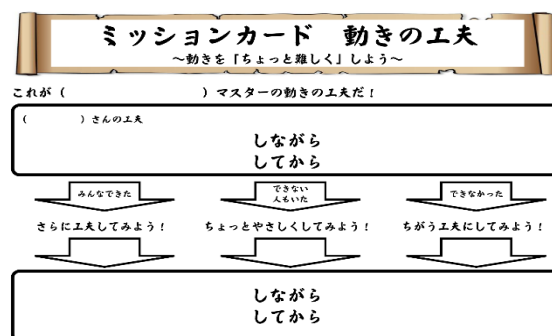 ミッションカード　動きの工夫
～動きを「ちょっと難しく」しよう～
これが（　　　　　　　　　　）マスターの動きの工夫だ！
（　　　　　）さんの工夫
しながら
してから
みんなできた
できない
人もいた
できなかった
さらに工夫してみよう！
ちょっとやさしくしてみよう！
ちがう工夫にしてみよう！
しながら
してから